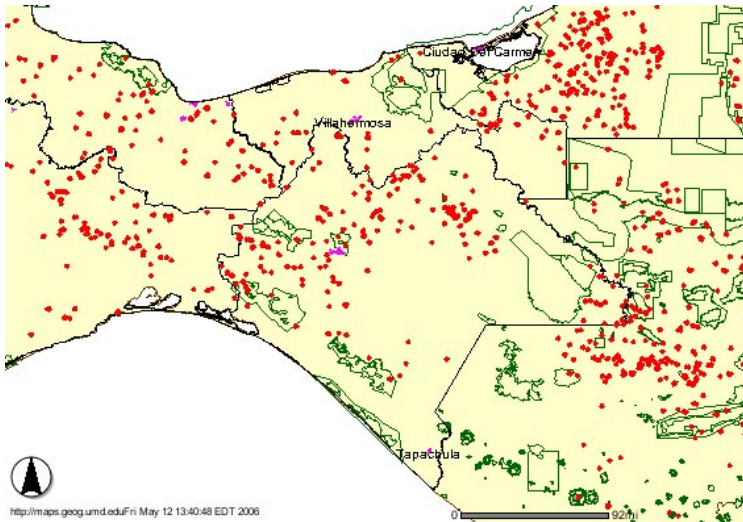 Ciudad Del Carmen
Villahermosa
Tapachula
http://maps.geog.umd.eduFri May 12 13:40:48 EDT 2006
0 92mi